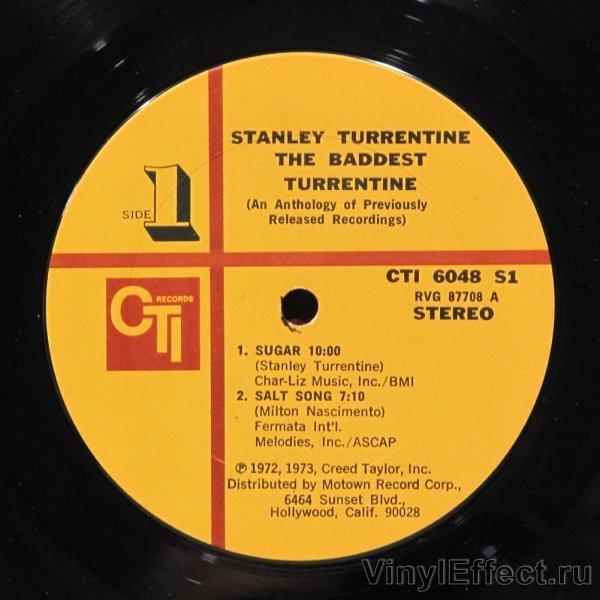 STANLEY TURRENTINE
THE BADDEST
TURRENTINE
(An Anthology of Previously
Released Recordings)
SIDE 1
CTI RECORDS
CTI 6048 S1
RVG 87708 A
STEREO
1. SUGAR 10:00
(Stanley Turrentine)
Char-Liz Music, Inc./BMI
2. SALT SONG 7:10
(Milton Nascimento)
Fermata Int'l.
Melodies, Inc./ASCAP
℗ 1972, 1973, Creed Taylor, Inc.
Distributed by Motown Record Corp.,
6464 Sunset Blvd.,
Hollywood, Calif. 90028
VinylEffect.ru